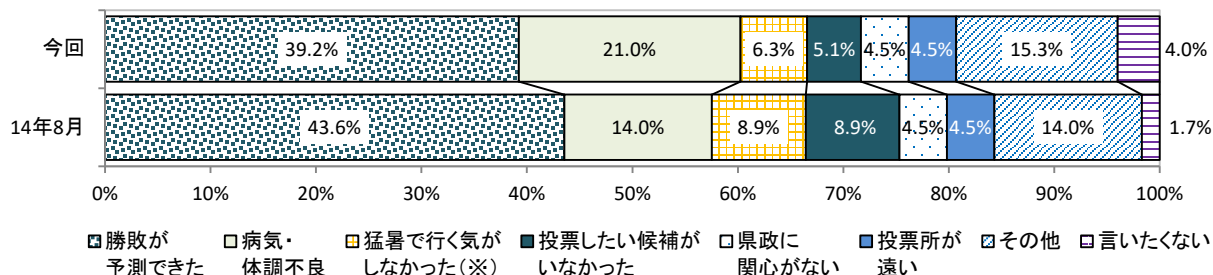 今回
39.2%
21.0%
6.3%
5.1%
4.5%
4.5%
15.3%
4.0%
14年8月
43.6%
14.0%
8.9%
8.9%
4.5%
4.5%
14.0%
1.7%
0%
10%
20%
30%
40%
50%
60%
70%
80%
90%
100%
勝敗が
予測できた
病気・
体調不良
猛暑で行く気が
しなかった(※)
投票したい候補が
いなかった
県政に
関心がない
投票所が
遠い
その他
言いたくない